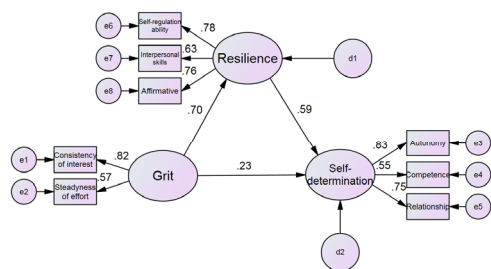 e6
Self-regulation
ability
.78
e7
Interpersonal
skills
.63
Resilience
d1
e8
Affirmative
.76
.70
.59
e1
Consistency
of interest
.82
e2
Steadyness
of effort
.57
Grit
.23
Self-
determination
.83
Autonomy
e3
.55
Competence
e4
.75
Relationship
e5
d2